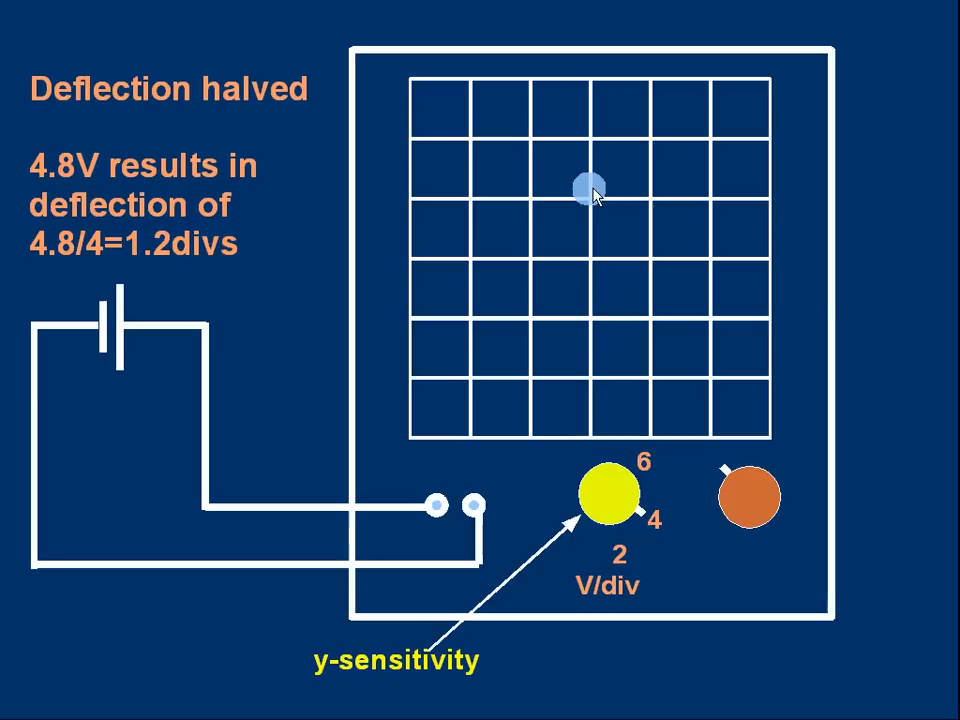 Deflection halved
4.8V results in
deflection of
4.8/4=1.2divs
6
4
2
V/div
y-sensitivity